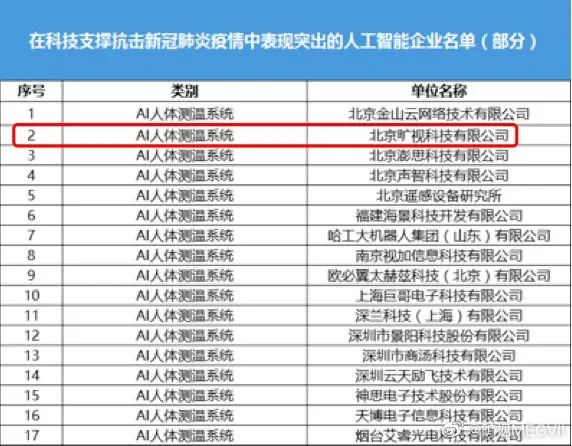 在科技支撑抗击新冠肺炎疫情中表现突出的人工智能企业名单（部分）
序号 类别 单位名称
1 AI人体测温系统 北京金山云网络技术有限公司
2 AI人体测温系统 北京旷视科技有限公司
3 AI人体测温系统 北京澎思科技有限公司
4 AI人体测温系统 北京声智科技有限公司
5 AI人体测温系统 北京遥感设备研究所
6 AI人体测温系统 福建海景科技开发有限公司
7 AI人体测温系统 哈工大机器人集团（山东）有限公司
8 AI人体测温系统 南京视加信息科技有限公司
9 AI人体测温系统 欧必翼太赫兹科技（北京）有限公司
10 AI人体测温系统 上海巨哥电子科技有限公司
11 AI人体测温系统 深兰科技（上海）有限公司
12 AI人体测温系统 深圳市景阳科技股份有限公司
13 AI人体测温系统 深圳市商汤科技有限公司
14 AI人体测温系统 深圳云天励飞技术有限公司
15 AI人体测温系统 神思电子技术股份有限公司
16 AI人体测温系统 天博电子信息科技有限公司
17 AI人体测温系统 烟台艾睿光电科技有限公司
MEGVII